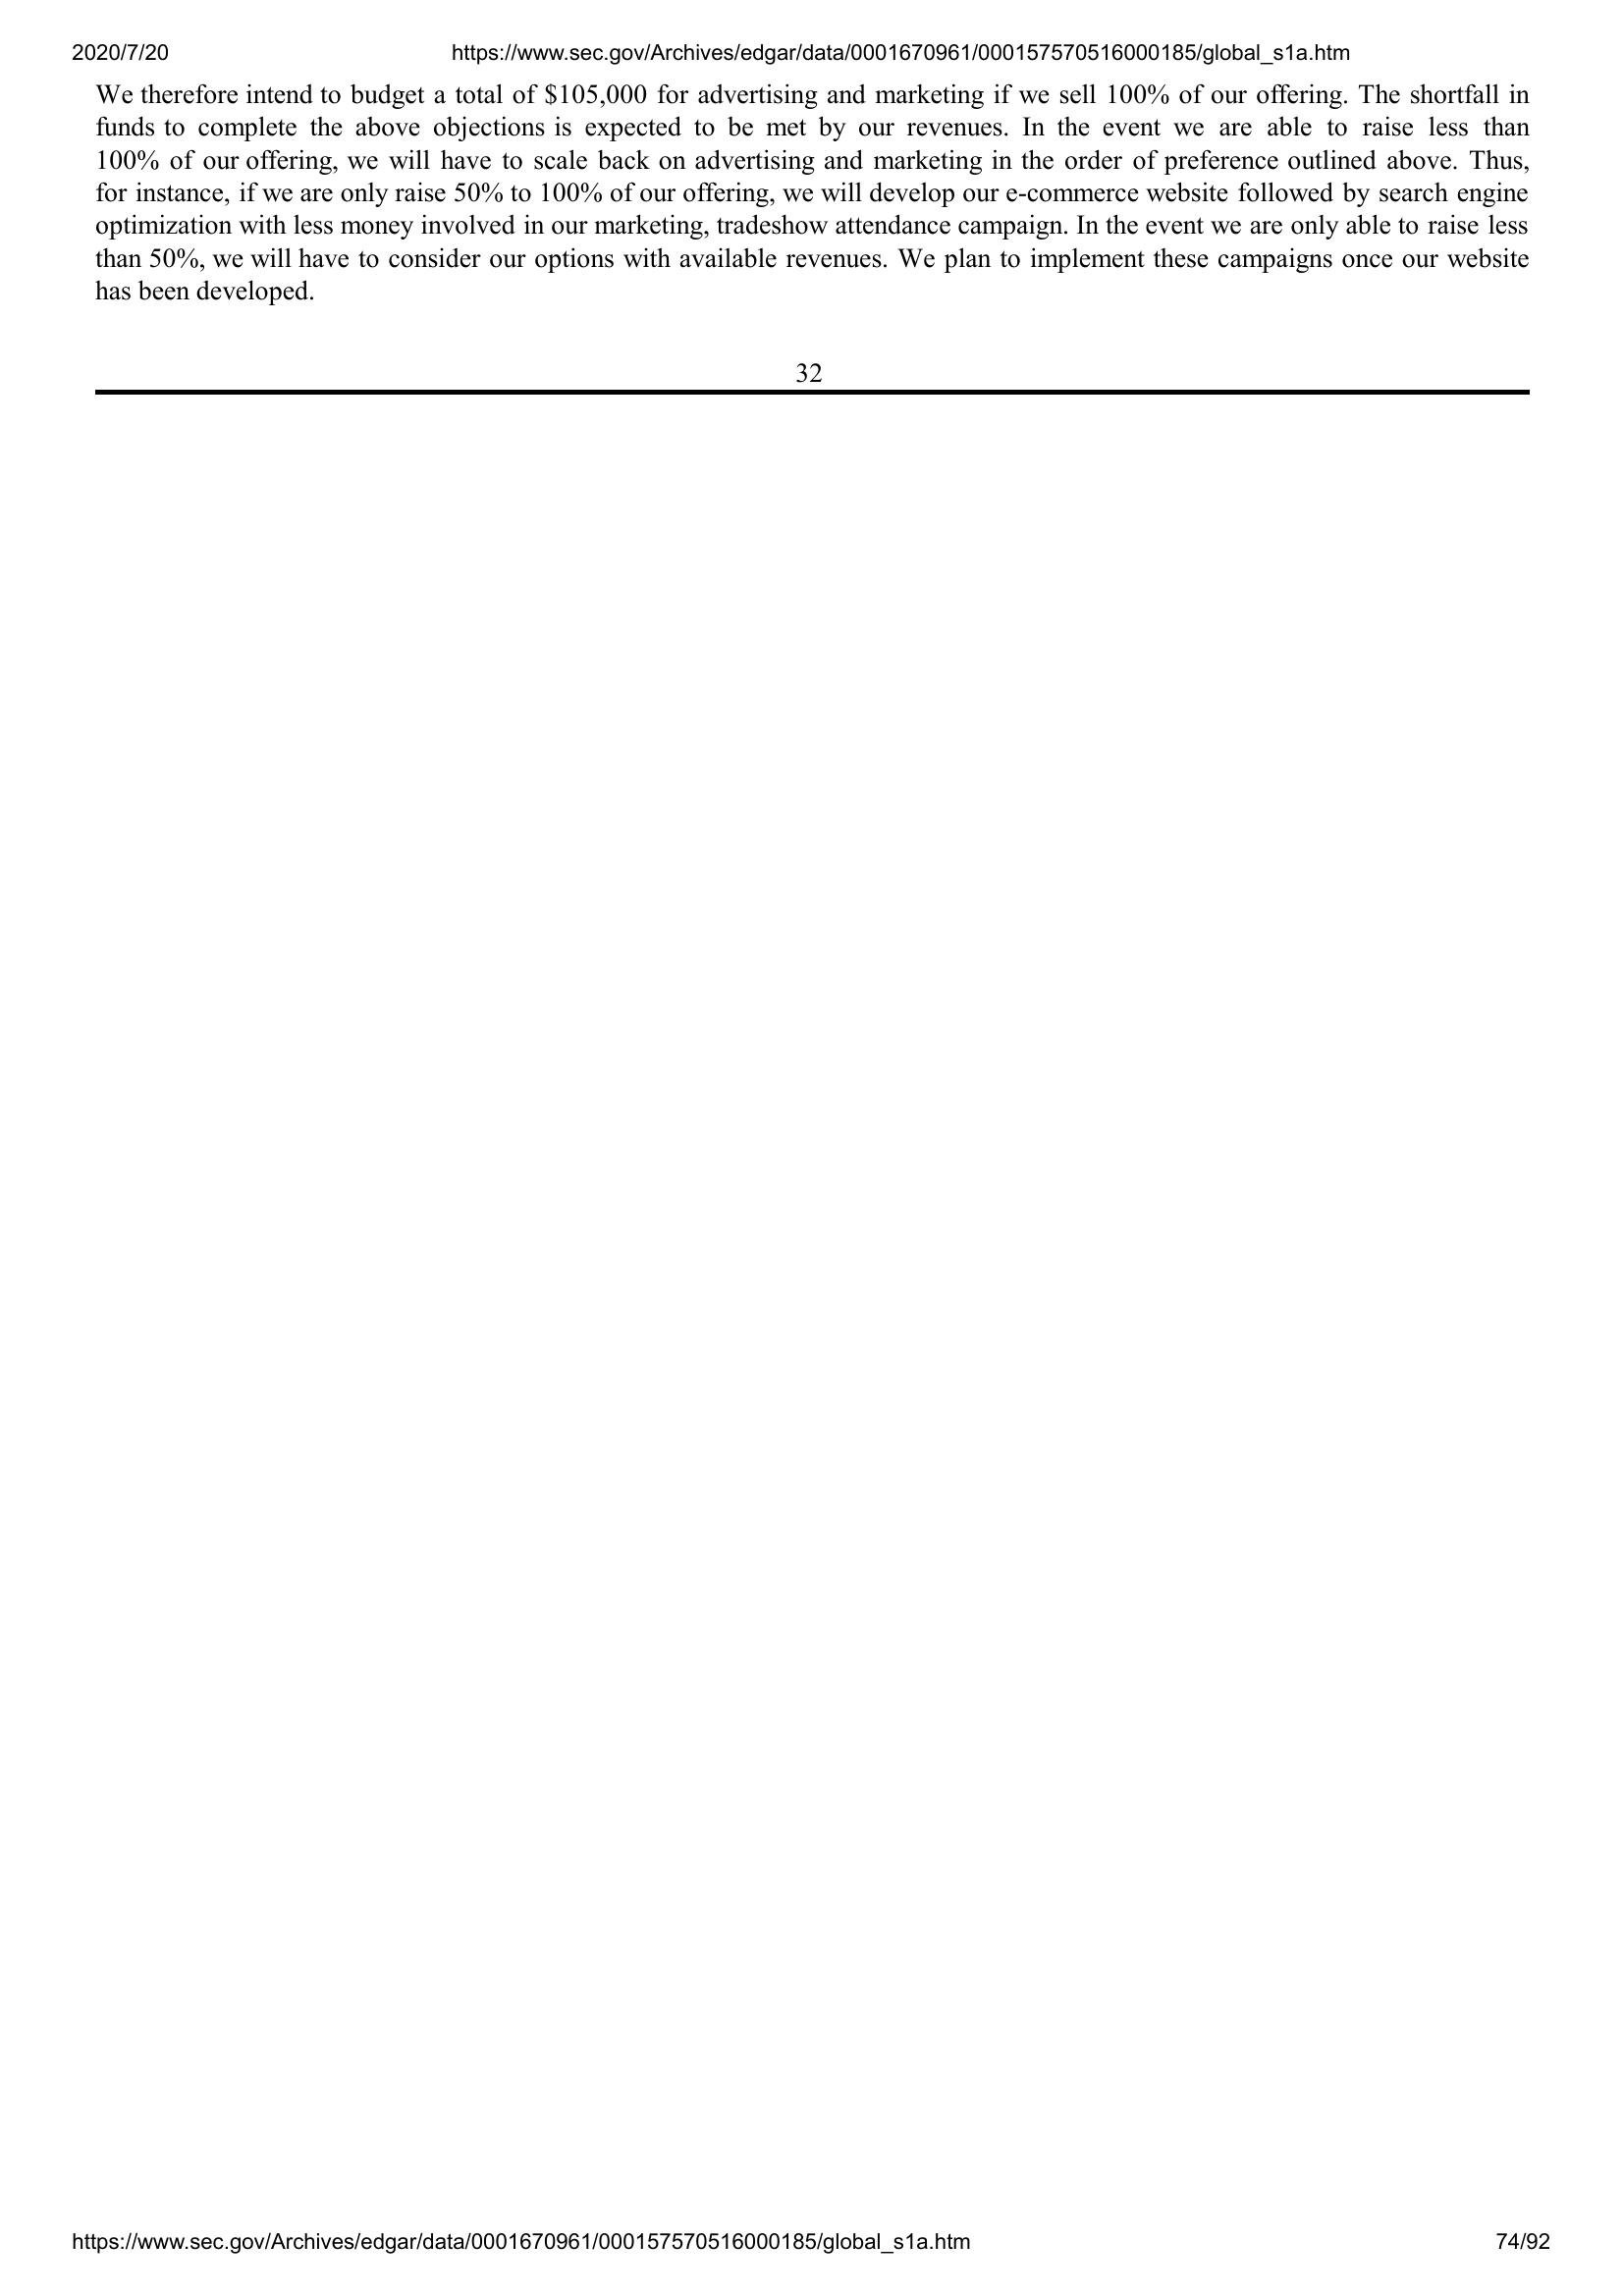 2020/7/20 https://www.sec.gov/Archives/edgar/data/0001670961/000157570516000185/global_s1a.htm
We therefore intend to budget a total of $105,000 for advertising and marketing if we sell 100% of our offering. The shortfall in
funds to complete the above objections is expected to be met by our revenues. In the event we are able to raise less than
100% of our offering, we will have to scale back on advertising and marketing in the order of preference outlined above. Thus,
for instance, if we are only raise 50% to 100% of our offering, we will develop our e-commerce website followed by search engine
optimization with less money involved in our marketing, tradeshow attendance campaign. In the event we are only able to raise less
than 50%, we will have to consider our options with available revenues. We plan to implement these campaigns once our website
has been developed.
32
https://www.sec.gov/Archives/edgar/data/0001670961/000157570516000185/global_s1a.htm 74/92